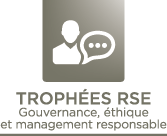 TROPHÉES RSE
Gouvernance, éthique
et management responsable